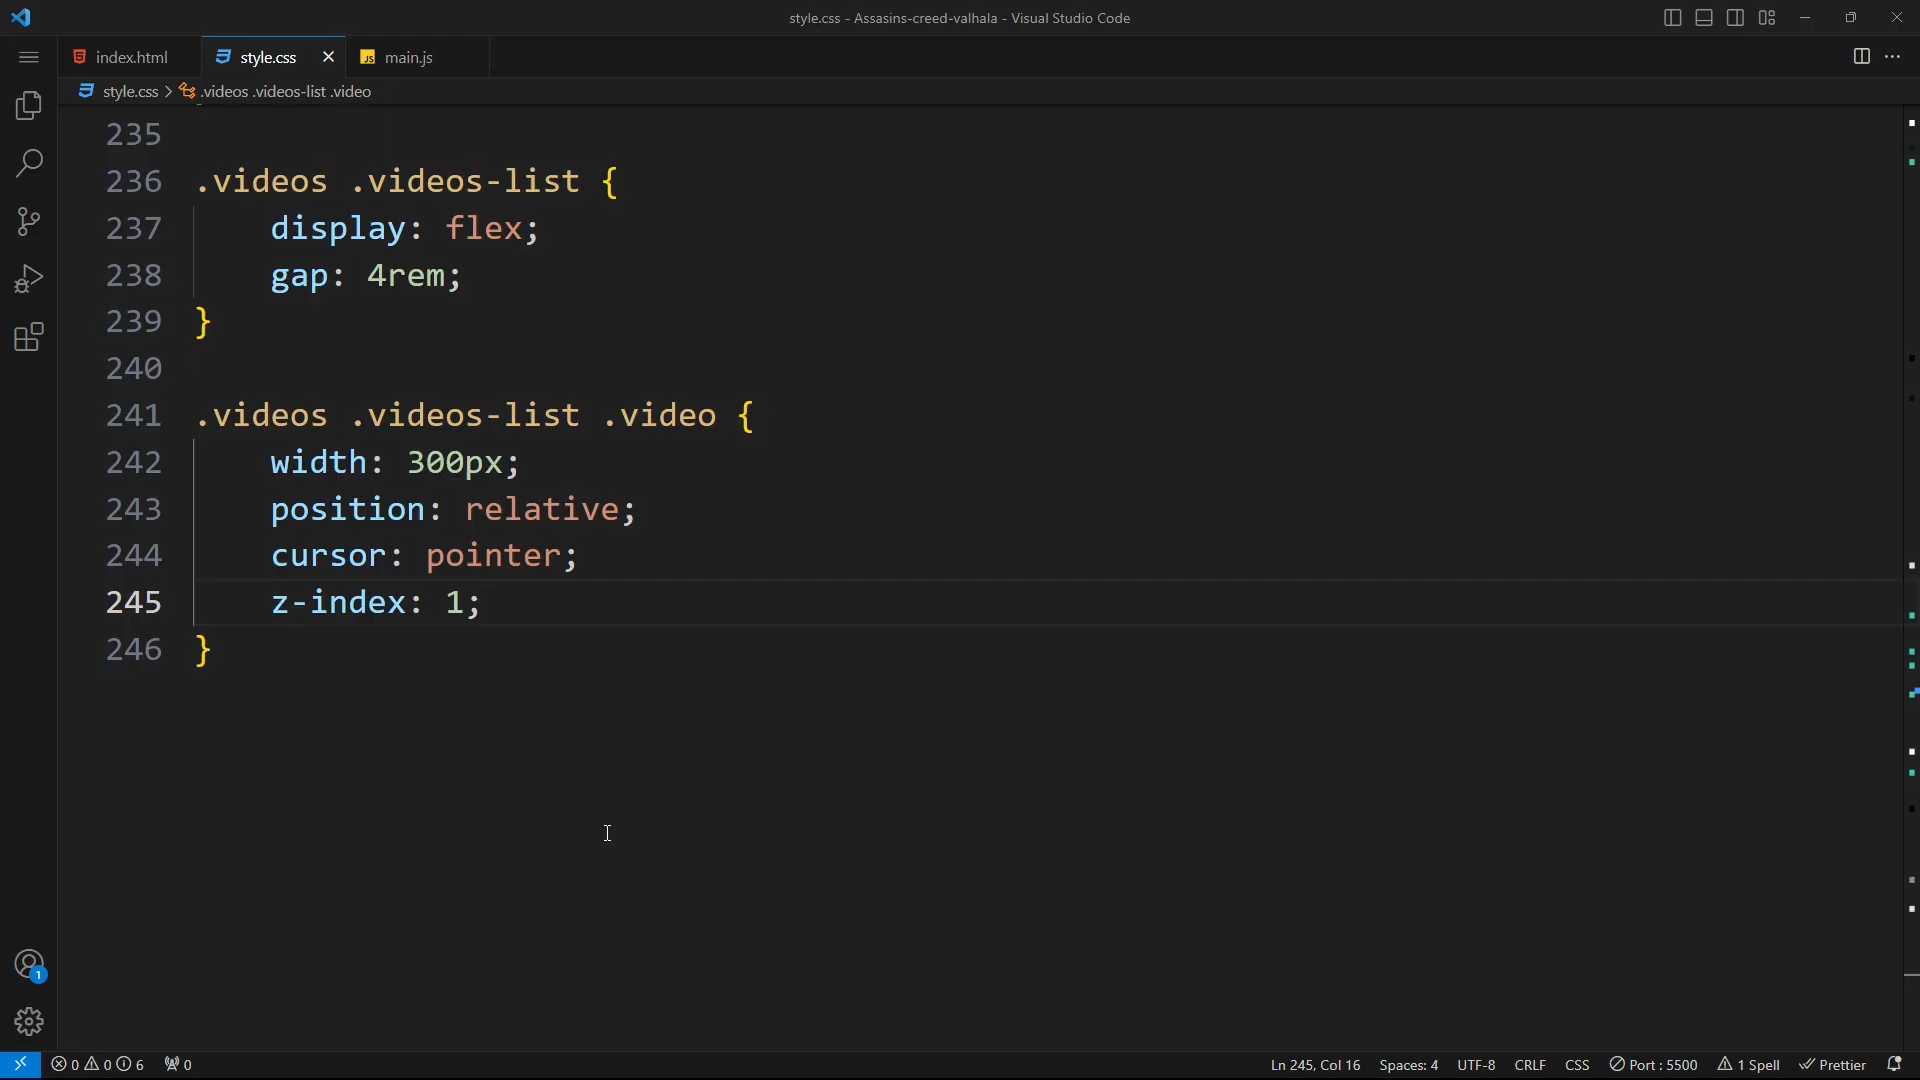 style.css - Assasins-creed-valhala - Visual Studio Code
index.html style.css main.js
style.css > .videos .videos-list .video
235
236 .videos .videos-list {
237     display: flex;
238     gap: 4rem;
239 }
240
241 .videos .videos-list .video {
242     width: 300px;
243     position: relative;
244     cursor: pointer;
245     z-index: 1;
246 }
1
0 0 6 0 Ln 245, Col 16 Spaces: 4 UTF-8 CRLF CSS Port : 5500 1 Spell Prettier